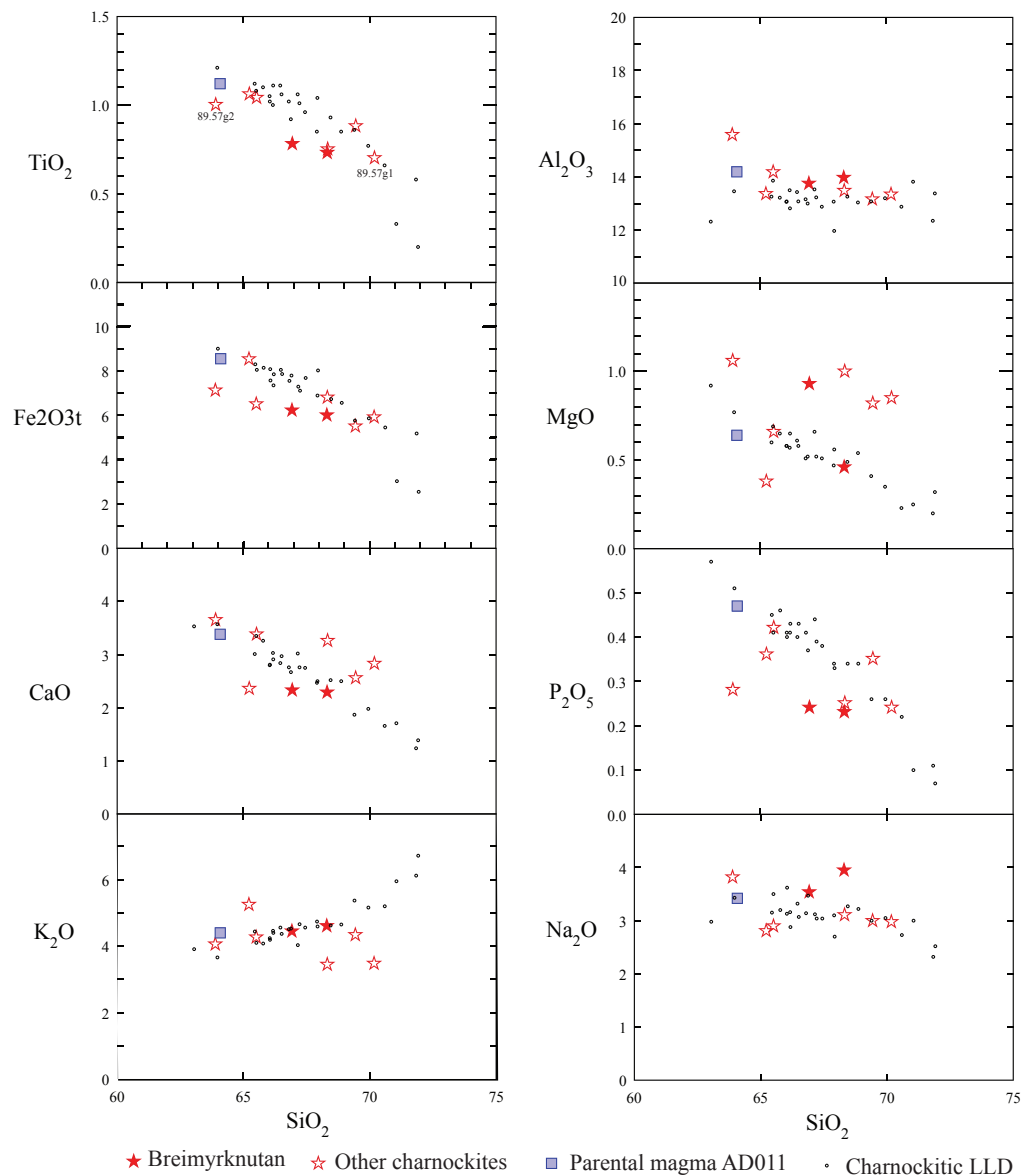 1.5
1.0
0.5
0.0
TiO2
89.57g2
89.57g1
20
18
16
14
12
10
Al2O3
10
8
6
4
2
0
Fe2O3t
1.0
0.5
0.0
MgO
4
3
2
1
0
CaO
0.5
0.4
0.3
0.2
0.1
0.0
P2O5
6
4
2
0
K2O
4
3
2
1
0
Na2O
60 65 70 75
60 65 70 75
SiO2
SiO2
Breimyrknutan Other charnockites Parental magma AD011 Charnockitic LLD